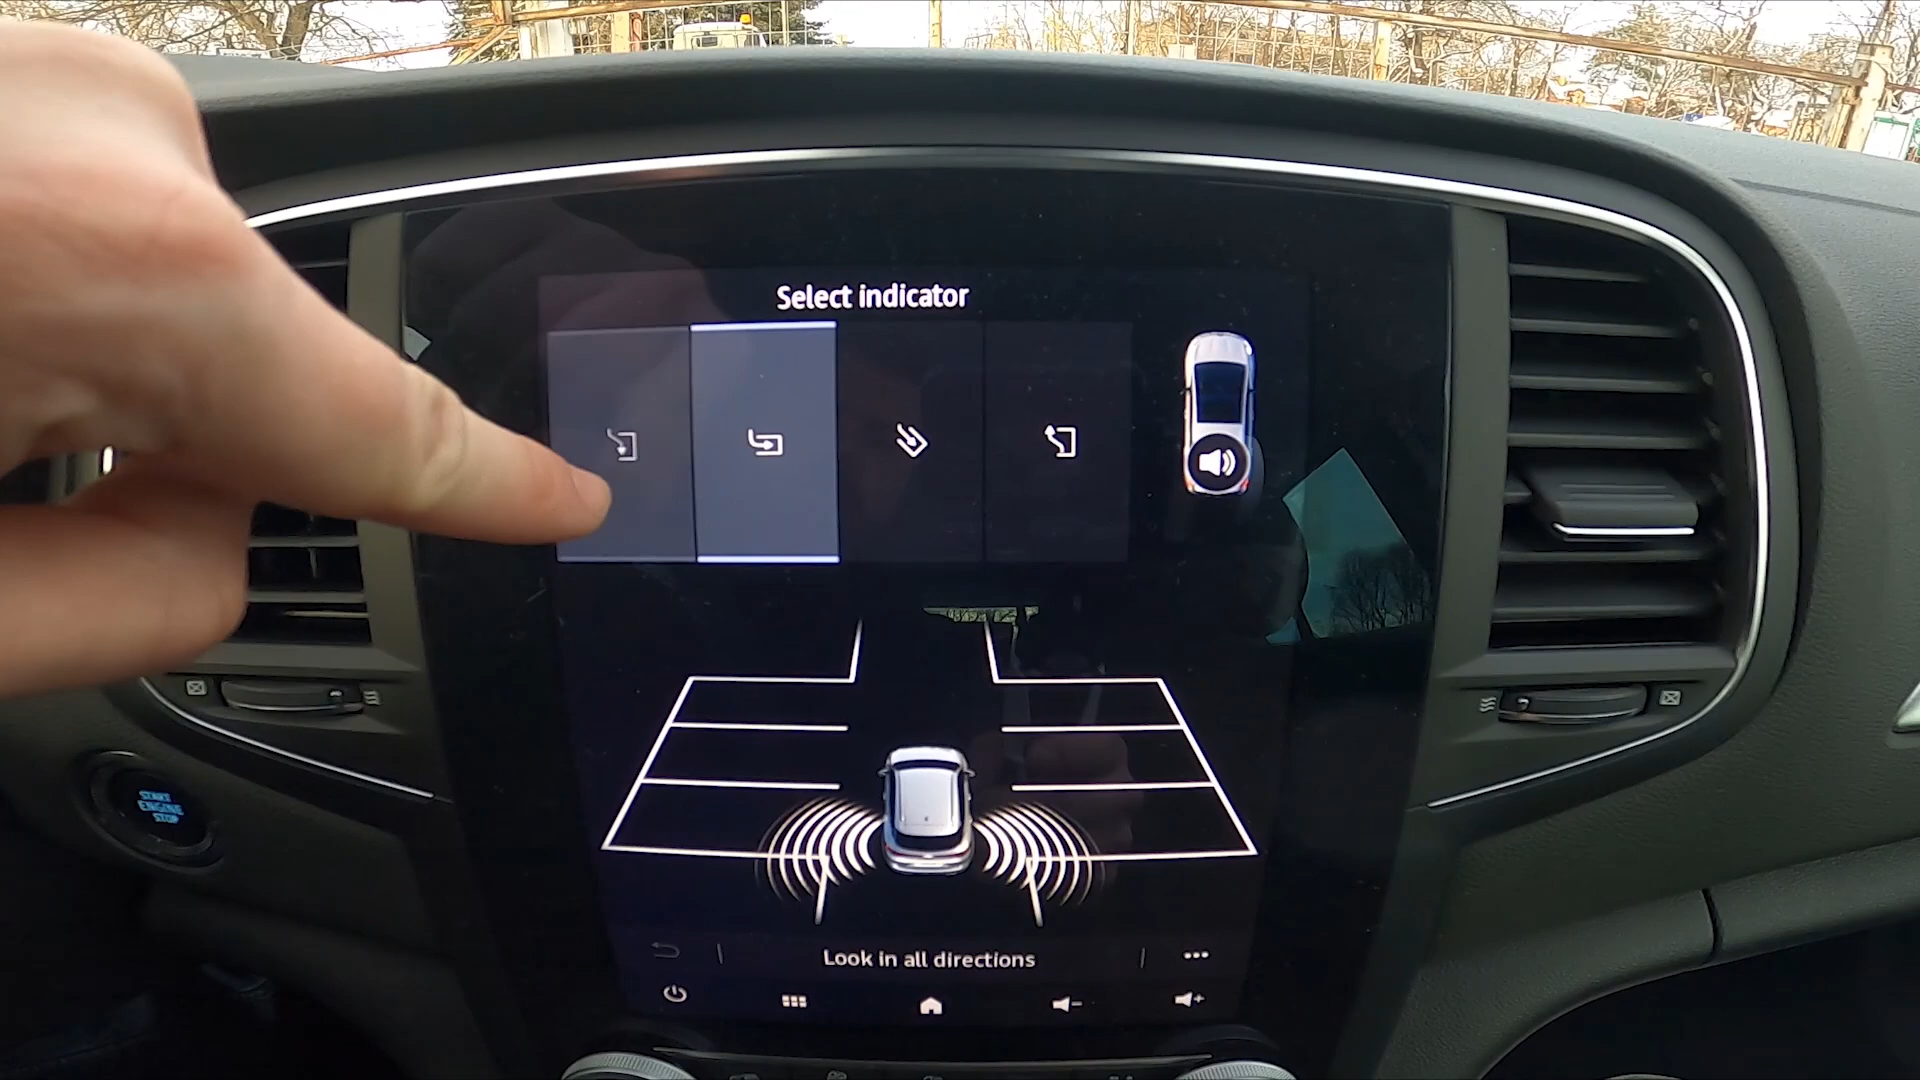 Select indicator
START
ENGINE
STOP
Look in all directions